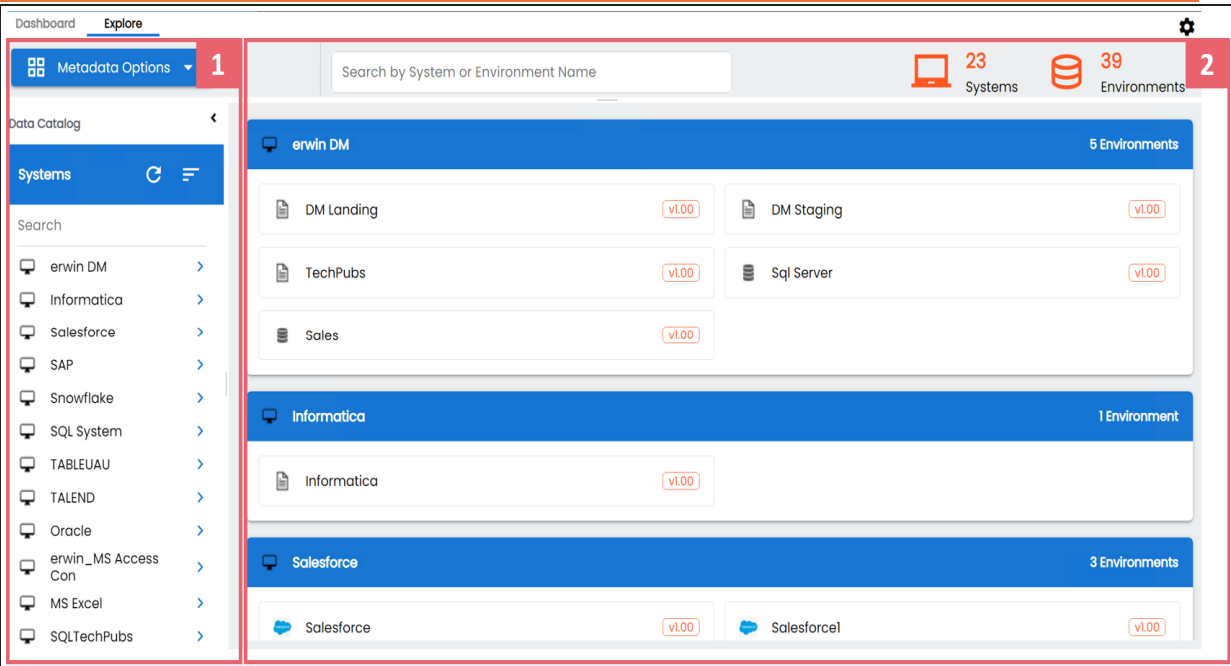 Dashboard Explore
Metadata Options
1
Search by System or Environment Name
23
Systems
39
Environments
2
Data Catalog
Systems
Search
erwin DM
Informatica
Salesforce
SAP
Snowflake
SQL System
TABLEUAU
TALEND
Oracle
erwin_MS Access
Con
MS Excel
SQLTechPubs
erwin DM 5 Environments
DM Landing v1.00 DM Staging v1.00
TechPubs v1.00 Sql Server v1.00
Sales v1.00
Informatica 1 Environment
Informatica v1.00
Salesforce 3 Environments
Salesforce v1.00 Salesforce1 v1.00